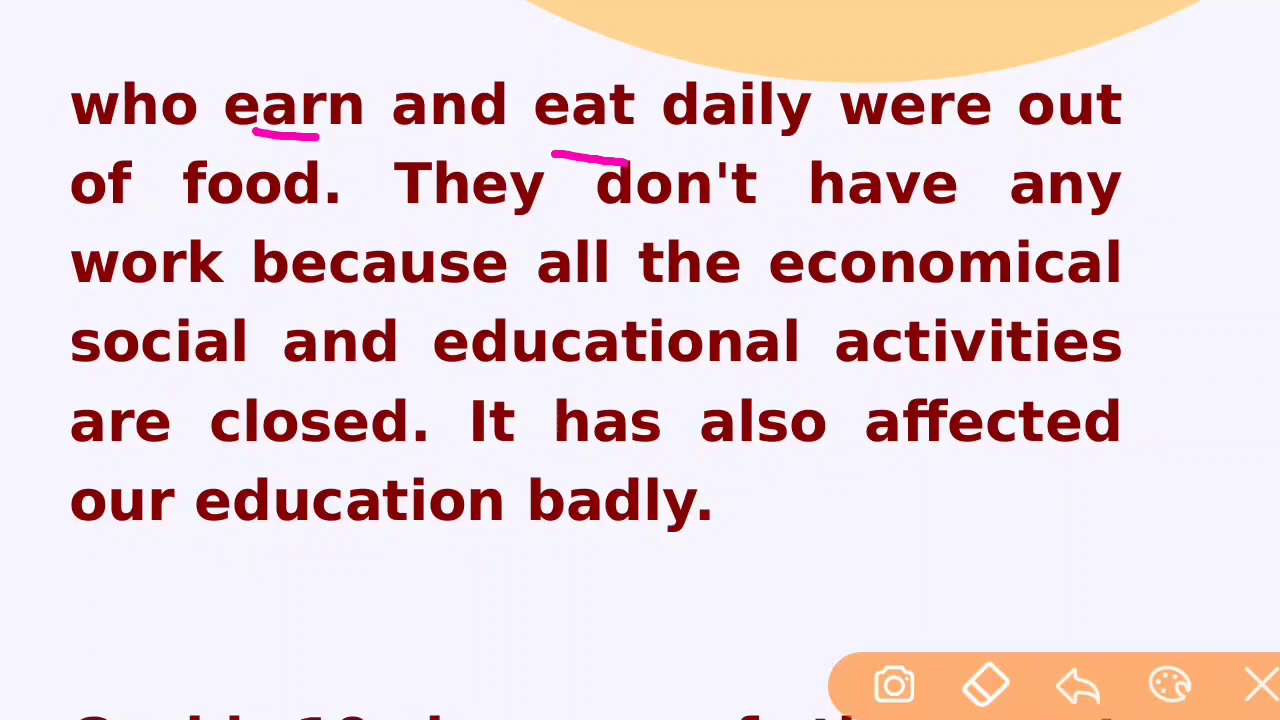 who earn and eat daily were out
of food. They don't have any
work because all the economical
social and educational activities
are closed. It has also affected
our education badly.